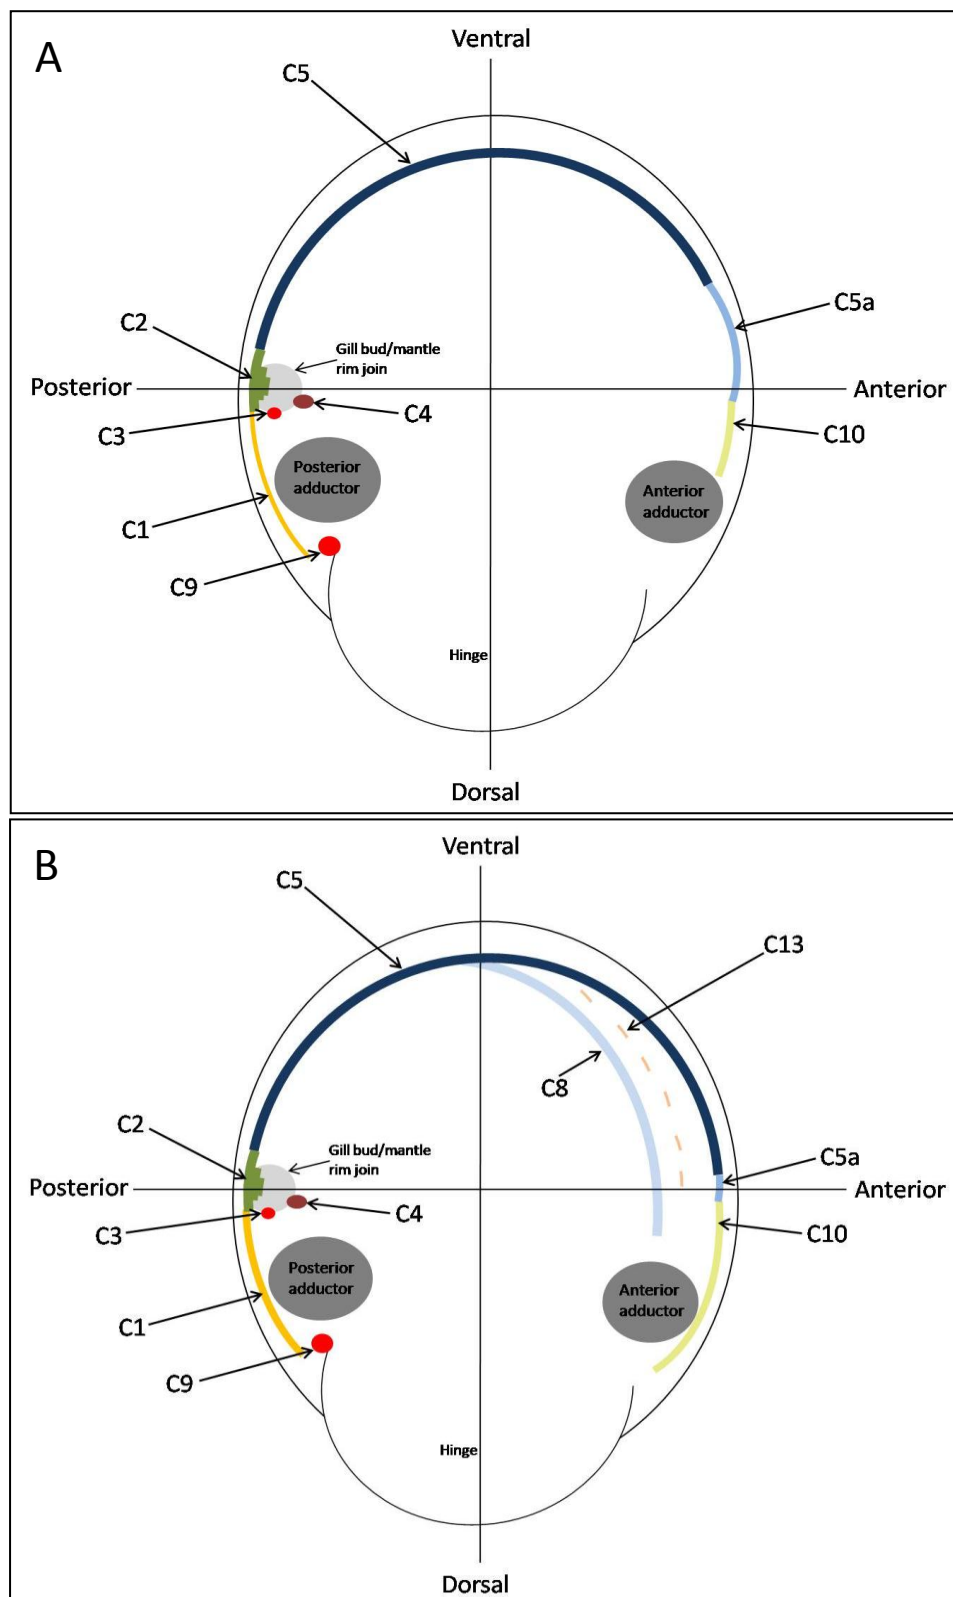 A
Ventral
C5
C5a
C2
Gill bud/mantle
rim join
Posterior
Anterior
C3
C4
C10
Posterior
adductor
Anterior
adductor
C1
C9
Hinge
Dorsal
B
Ventral
C5
C13
C8
C2
Gill bud/mantle
rim join
C5a
Posterior
Anterior
C3
C4
C10
Posterior
adductor
Anterior
adductor
C1
C9
Hinge
Dorsal